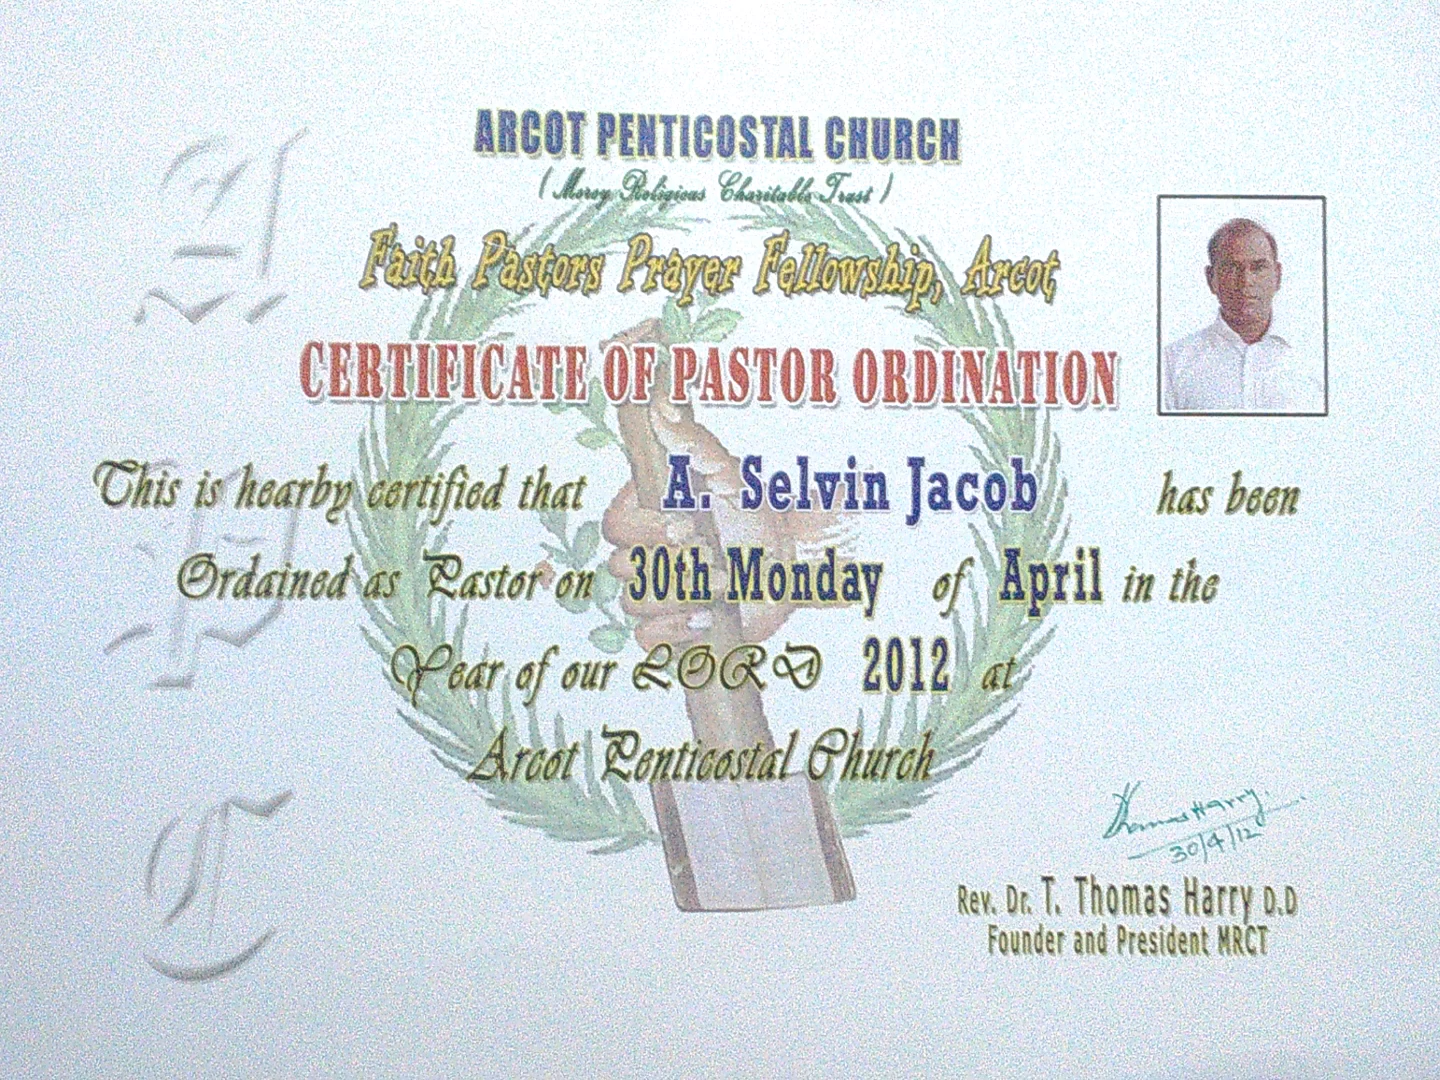 ARCOT PENTICOSTAL CHURCH
( Mercy Religious Charitable Trust )
Faith Pastors Prayer Fellowship, Arcot
CERTIFICATE OF PASTOR ORDINATION
This is hearby certified that A. Selvin Jacob has been
Ordained as Pastor on 30th Monday of April in the
Year of our LORD 2012 at
Arcot Penticostal Church
Thomas Harry.
30/4/12
Rev. Dr. T. Thomas Harry D.D
Founder and President MRCT
A
P
C